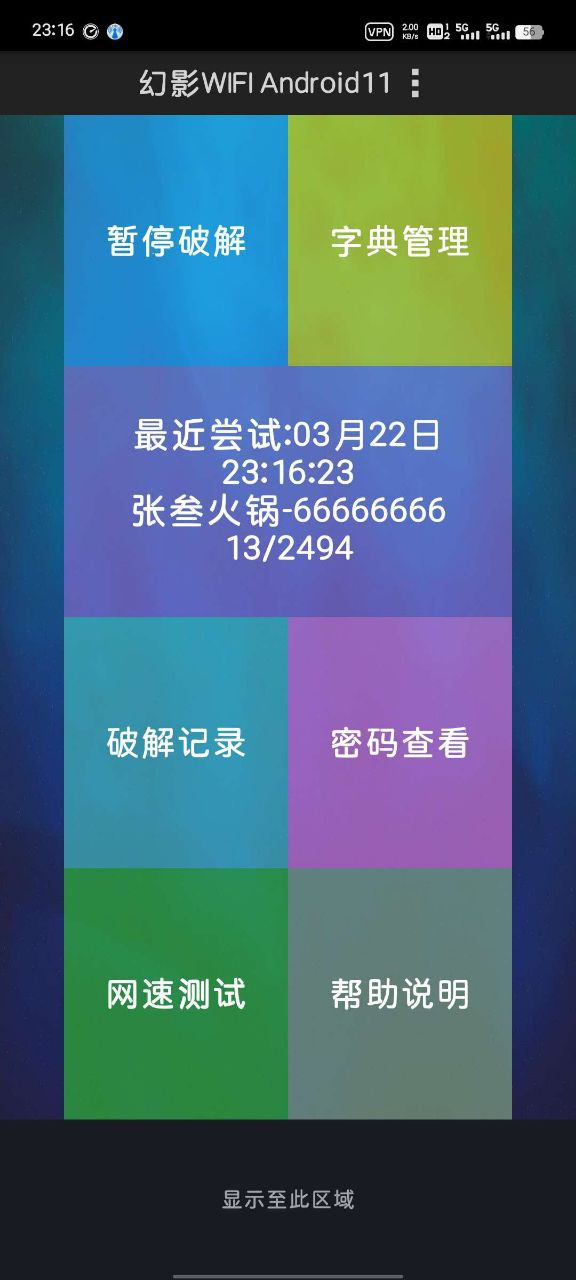 23:16 VPN 2.00 KB/s HD 1 2 5G 5G 56
幻影WIFI Android11
暂停破解 字典管理
最近尝试:03月22日
23:16:23
张叁火锅-66666666
13/2494
破解记录 密码查看
网速测试 帮助说明
显示至此区域